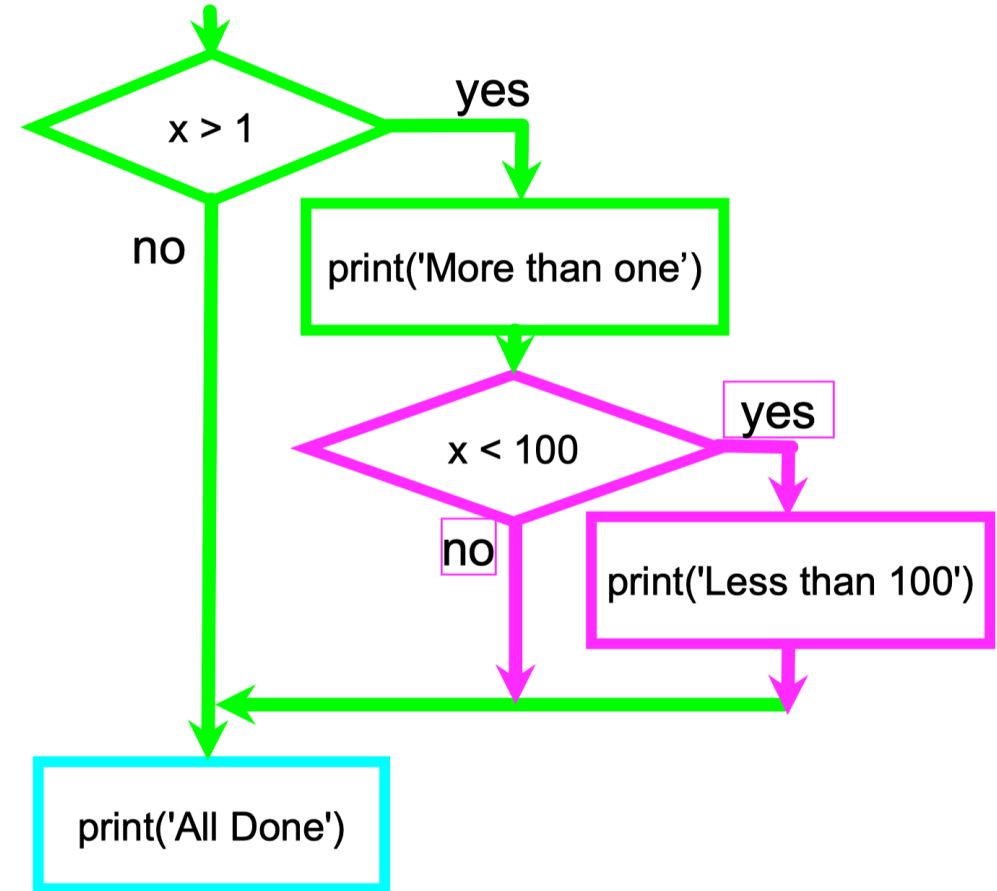 x > 1
yes
no
print('More than one’)
x < 100
yes
no
print('Less than 100')
print('All Done')